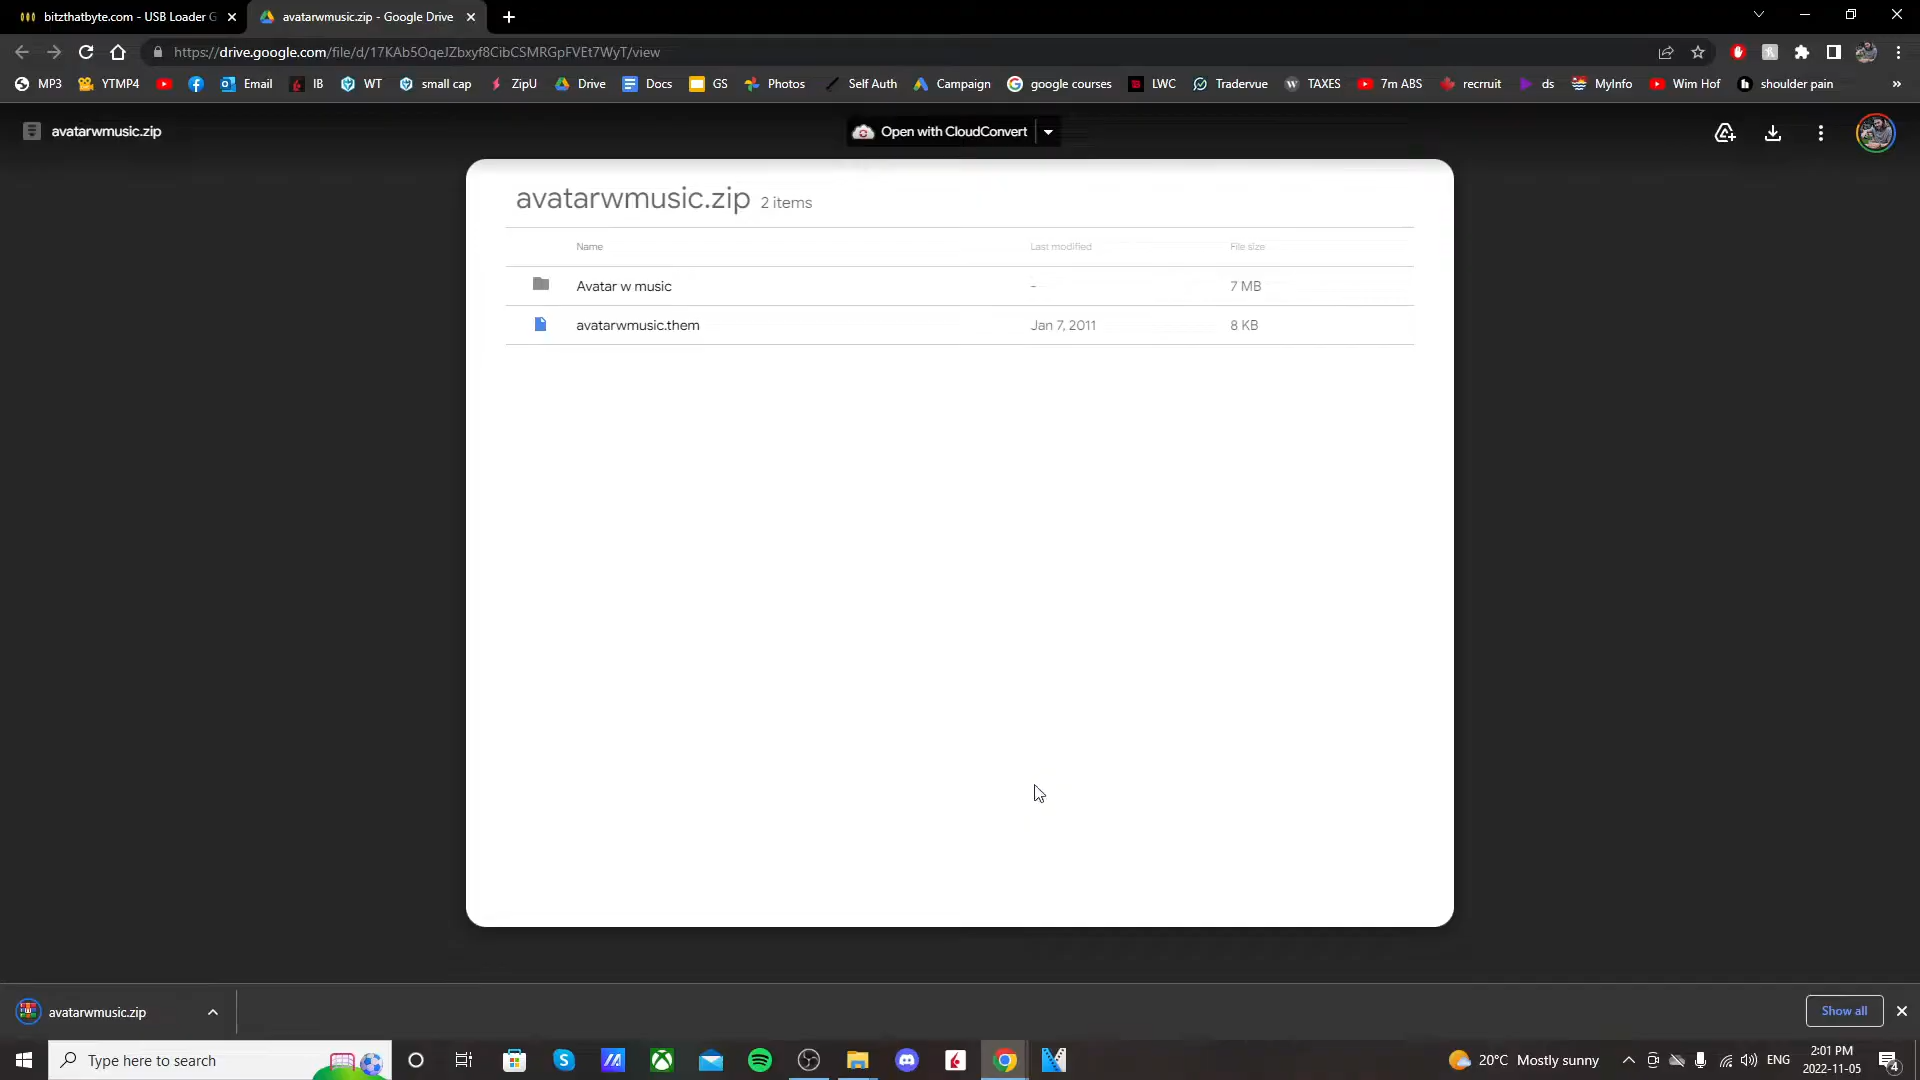 bitzthatbyte.com - USB Loader G
avatarwmusic.zip - Google Drive
https://drive.google.com/file/d/17KAb5OqeJZbxyf8CibCSMRGpFVEt7WyT/view
MP3 YTMP4 Email IB WT small cap ZipU Drive Docs GS Photos Self Auth Campaign google courses LWC Tradervue TAXES 7m ABS recrruit ds MyInfo Wim Hof shoulder pain »
avatarwmusic.zip
Open with CloudConvert
avatarwmusic.zip 2 items
Name Last modified File size
Avatar w music - 7 MB
avatarwmusic.them Jan 7, 2011 8 KB
avatarwmusic.zip
Show all
Type here to search
20°C Mostly sunny
ENG
2:01 PM
2022-11-05
4